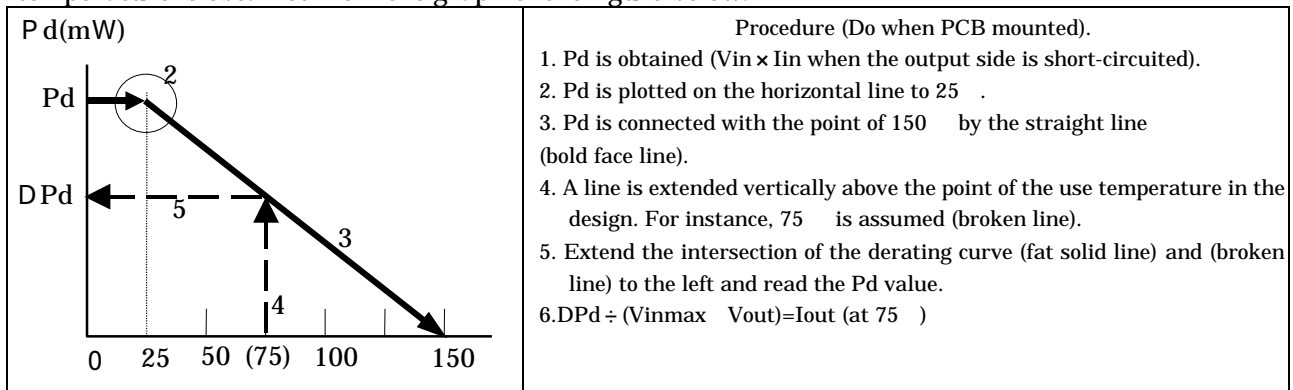 P d(mW)
2
Pd
D Pd
5
3
4
0 25 50 (75) 100 150
Procedure (Do when PCB mounted).
1. Pd is obtained (Vin × Iin when the output side is short-circuited).
2. Pd is plotted on the horizontal line to 25 .
3. Pd is connected with the point of 150 by the straight line
(bold face line).
4. A line is extended vertically above the point of the use temperature in the
design. For instance, 75 is assumed (broken line).
5. Extend the intersection of the derating curve (fat solid line) and (broken
line) to the left and read the Pd value.
6.DPd ÷ (Vinmax Vout)=Iout (at 75 )